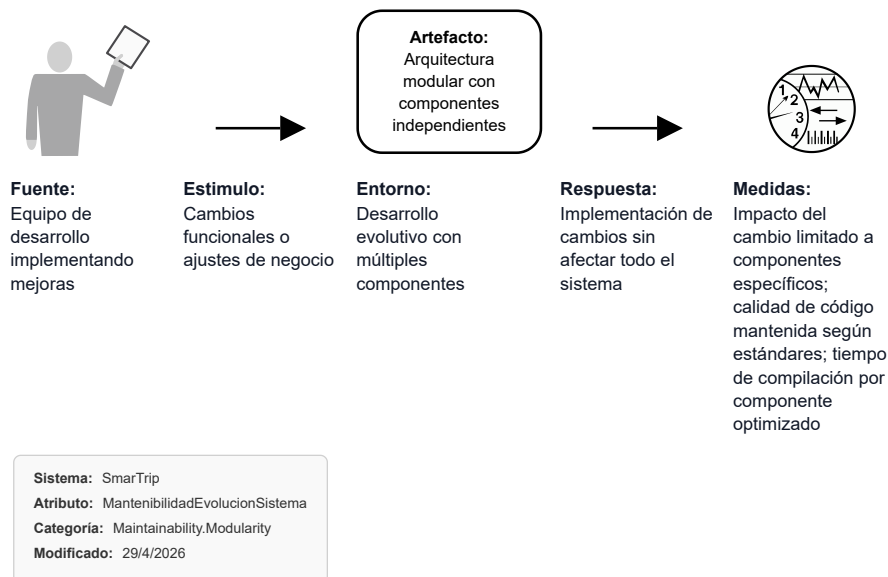 Artefacto:
Arquitectura
modular con
componentes
independientes
1
2
3
4
Fuente:
Equipo de
desarrollo
implementando
mejoras
Estimulo:
Cambios
funcionales o
ajustes de negocio
Entorno:
Desarrollo
evolutivo con
múltiples
componentes
Respuesta:
Implementación de
cambios sin
afectar todo el
sistema
Medidas:
Impacto del
cambio limitado a
componentes
específicos;
calidad de código
mantenida según
estándares; tiempo
de compilación por
componente
optimizado
Sistema: SmarTrip
Atributo: MantenibilidadEvolucionSistema
Categoría: Maintainability.Modularity
Modificado: 29/4/2026